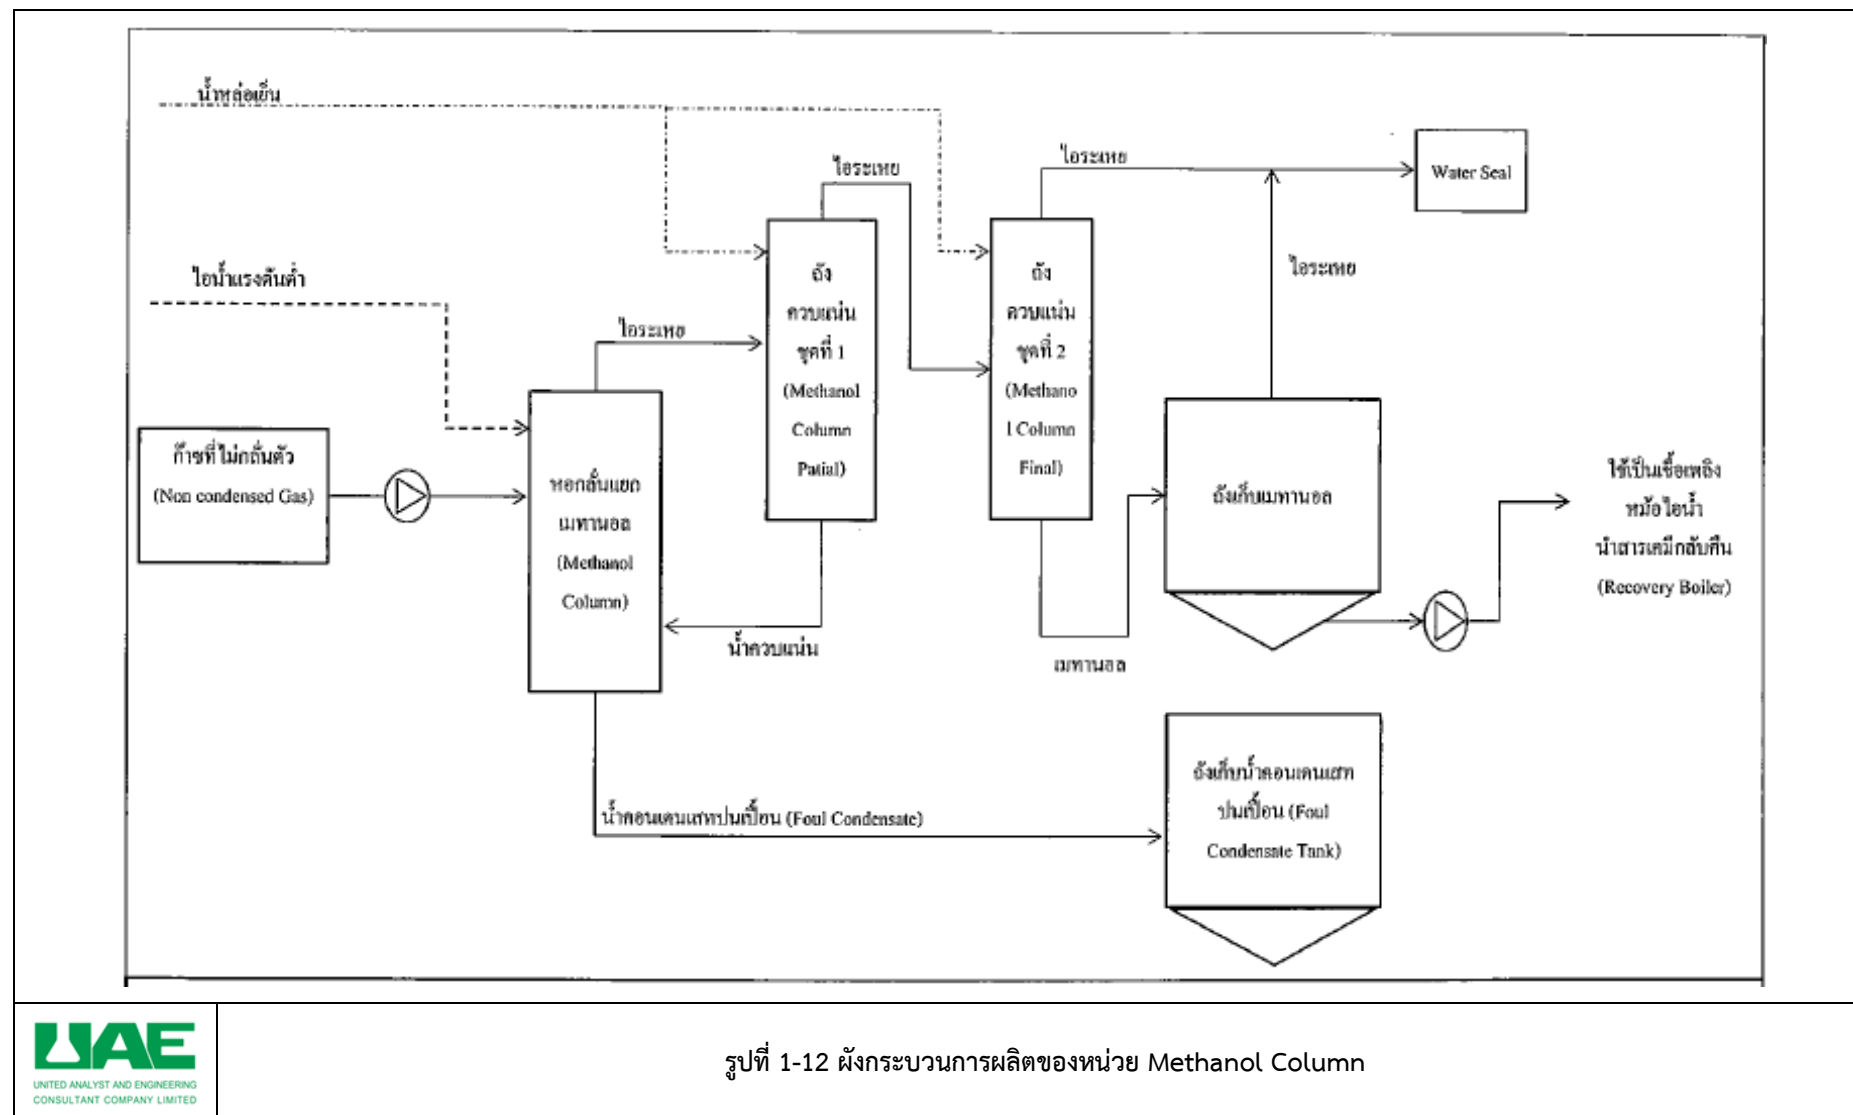 น้ำหล่อเย็น
ไอระเหย
ไอระเหย
Water Seal
ไอน้ำแรงดันต่ำ
ไอระเหย
ไอระเหย
ถัง
ควบแน่น
ชุดที่ 1
(Methanol
Column
Patial)
ถัง
ควบแน่น
ชุดที่ 2
(Methano
l Column
Final)
ก๊าซที่ไม่กลั่นตัว
(Non condensed Gas)
หอกลั่นแยก
เมทานอล
(Methanol
Column)
ถังเก็บเมทานอล
ใช้เป็นเชื้อเพลิง
หม้อไอน้ำ
นำสารเคมีกลับคืน
(Recovery Boiler)
น้ำควบแน่น
เมทานอล
น้ำคอนเดนเสทปนเปื้อน (Foul Condensate)
ถังเก็บน้ำคอนเดนเสท
ปนเปื้อน (Foul
Condensate Tank)
UAE
UNITED ANALYST AND ENGINEERING
CONSULTANT COMPANY LIMITED
รูปที่ 1-12 ผังกระบวนการผลิตของหน่วย Methanol Column